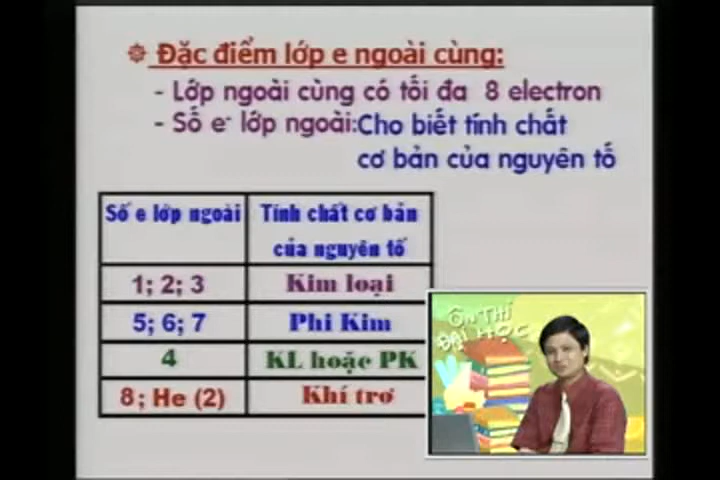 Đặc điểm lớp e ngoài cùng:
- Lớp ngoài cùng có tối đa 8 electron
- Số e- lớp ngoài:Cho biết tính chất
cơ bản của nguyên tố
Số e lớp ngoài
Tính chất cơ bản
của nguyên tố
1; 2; 3
Kim loại
5; 6; 7
Phi Kim
4
KL hoặc PK
8; He (2)
Khí trơ
ÔN THI
ĐẠI HỌC